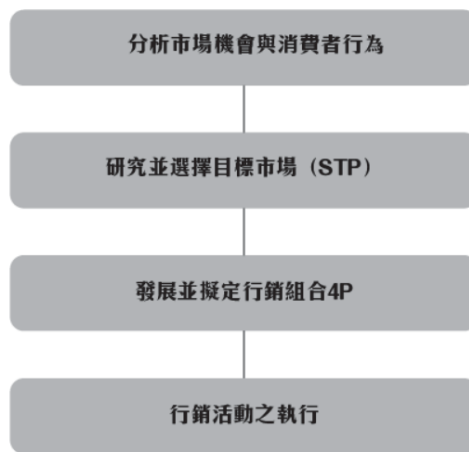 分析市場機會與消費者行為
研究並選擇目標市場（STP）
發展並擬定行銷組合4P
行銷活動之執行